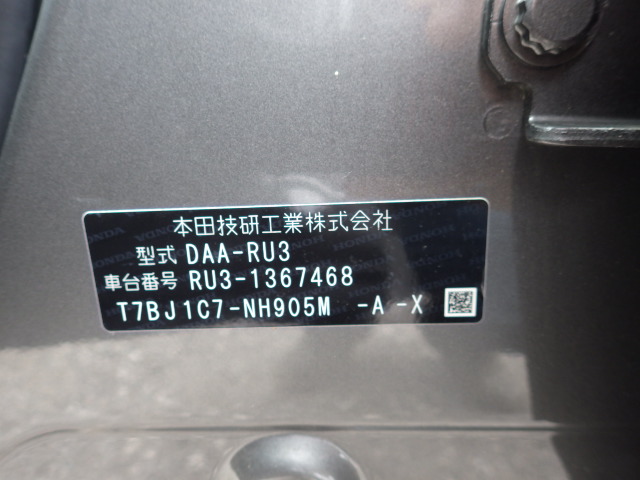 本田技研工業株式会社
型式 DAA-RU3
車台番号 RU3-1367468
T7BJ1C7-NH905M -A -X